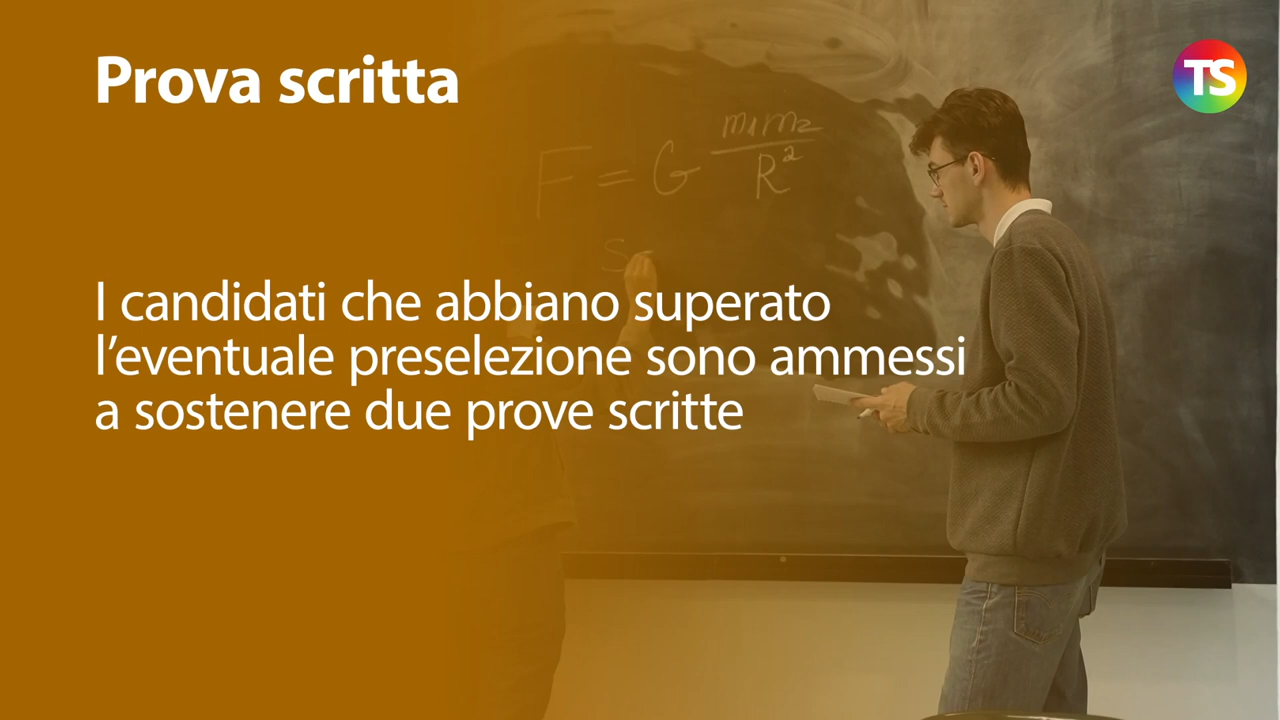 Prova scritta
TS
F = G m₁m₂ / R²
S=
I candidati che abbiano superato
l’eventuale preselezione sono ammessi
a sostenere due prove scritte